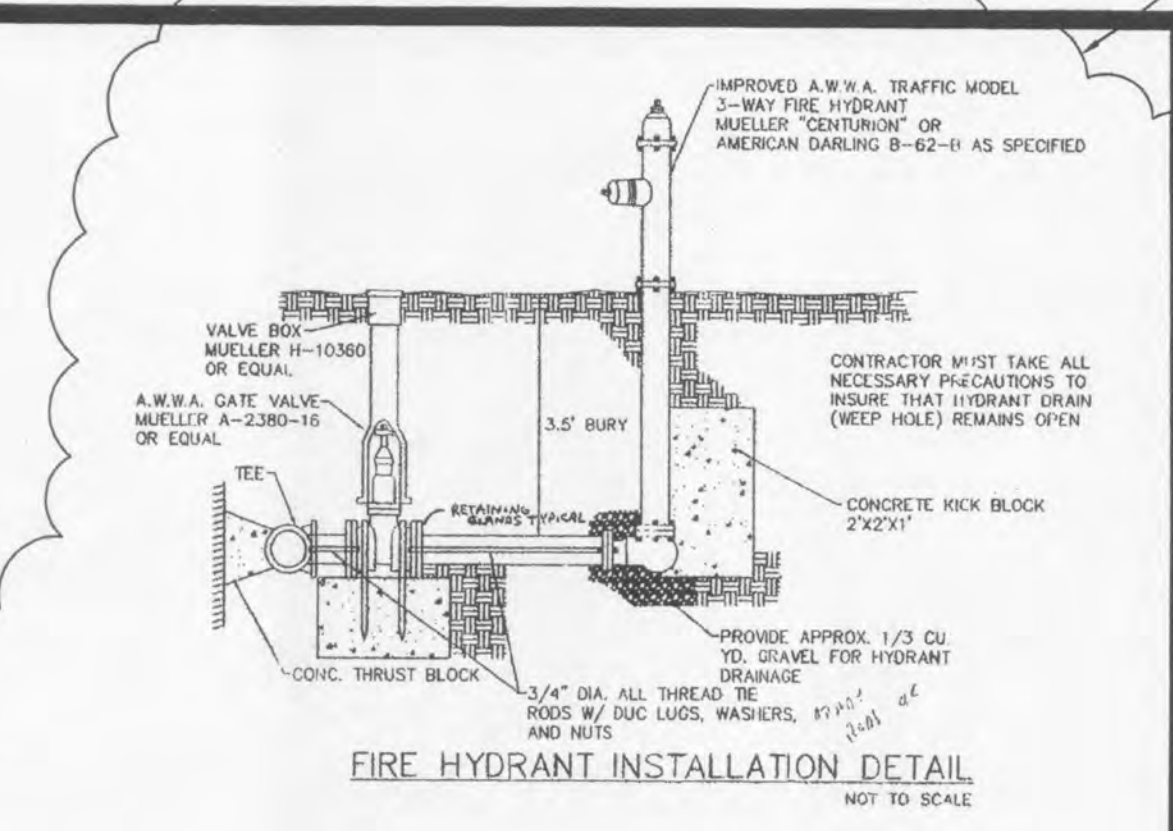 IMPROVED A.W.W.A. TRAFFIC MODEL
3-WAY FIRE HYDRANT
MUELLER "CENTURION" OR
AMERICAN DARLING B-62-B AS SPECIFIED
VALVE BOX
MUELLER H-10360
OR EQUAL
CONTRACTOR MUST TAKE ALL
NECESSARY PRECAUTIONS TO
INSURE THAT HYDRANT DRAIN
(WEEP HOLE) REMAINS OPEN
A.W.W.A. GATE VALVE
MUELLER A-2380-16
OR EQUAL
3.5' BURY
TEE
RETAINING
GLANDS TYPICAL
CONCRETE KICK BLOCK
2'X2'X1'
PROVIDE APPROX. 1/3 CU.
YD. GRAVEL FOR HYDRANT
DRAINAGE
CONC. THRUST BLOCK
3/4" DIA. ALL THREAD TIE
RODS W/ DUC LUGS, WASHERS,
AND NUTS
FIRE HYDRANT INSTALLATION DETAIL
NOT TO SCALE